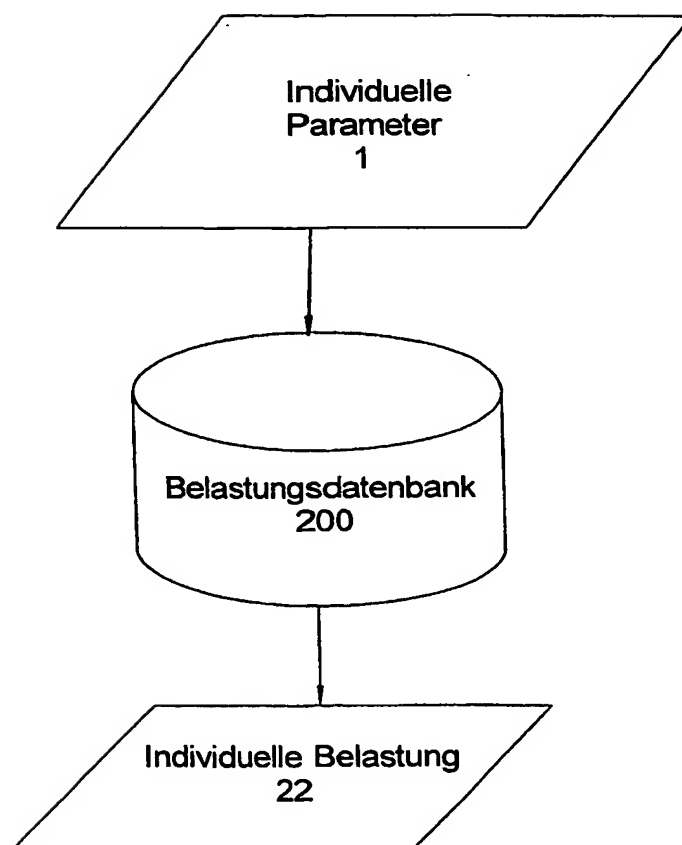 Individuelle
Parameter
1
Belastungsdatenbank
200
Individuelle Belastung
22